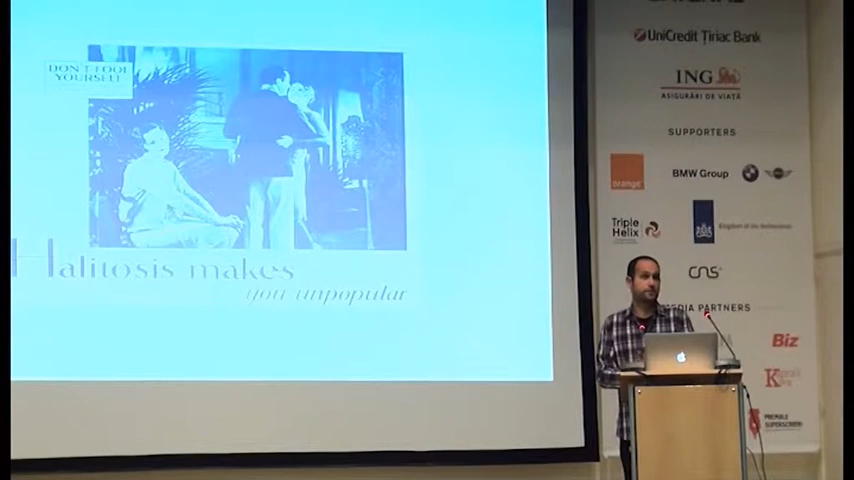 DON'T FOOL
YOURSELF
Halitosis makes
you unpopular
UniCredit Țiriac Bank
ING
ASIGURĂRI DE VIAȚĂ
SUPPORTERS
orange
BMW Group
Triple
Helix
Kingdom of the Netherlands
cns
MEDIA PARTNERS
Biz
PREMIILE